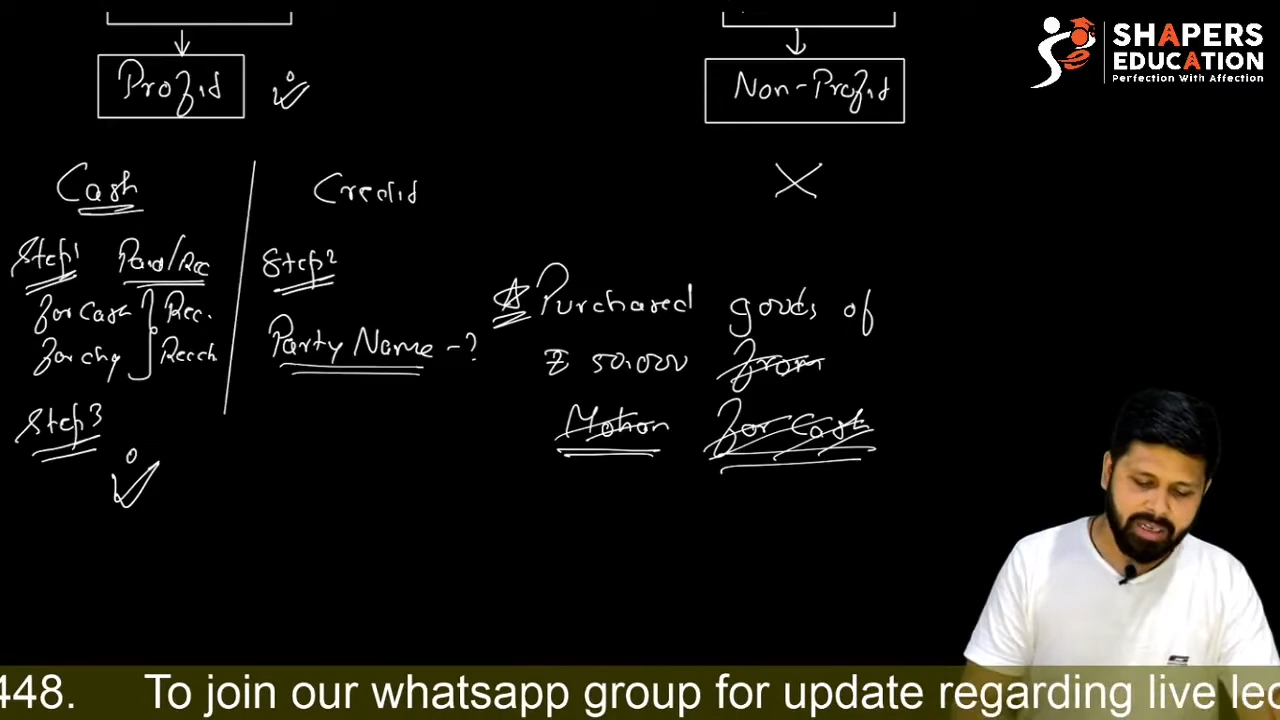 SHAPERS
EDUCATION
Perfection With Affection
Profit
Non-Profit
Cash
Credit
Step1 Paid/Rec
for cash } Rec.
for chq } Rec ch
Step3
Step2
Party Name -?
Purchased goods of
₹ 50,000 from
Mohan for cash
448. To join our whatsapp group for update regarding live lec